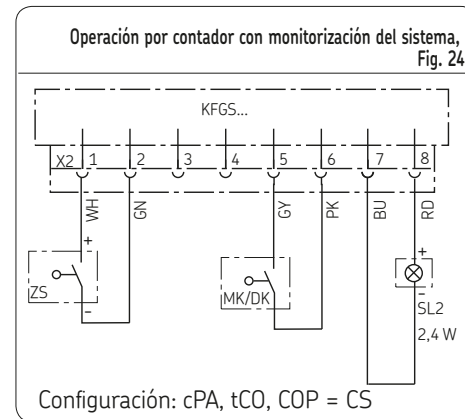 Operación por contador con monitorización del sistema,
Fig. 24
KFGS...
X2 1 2 3 4 5 6 7 8
WH GN GY PK BU RD
+ +
ZS MK/DK
– –
SL2
2,4 W
Configuración: cPA, tCO, COP = CS